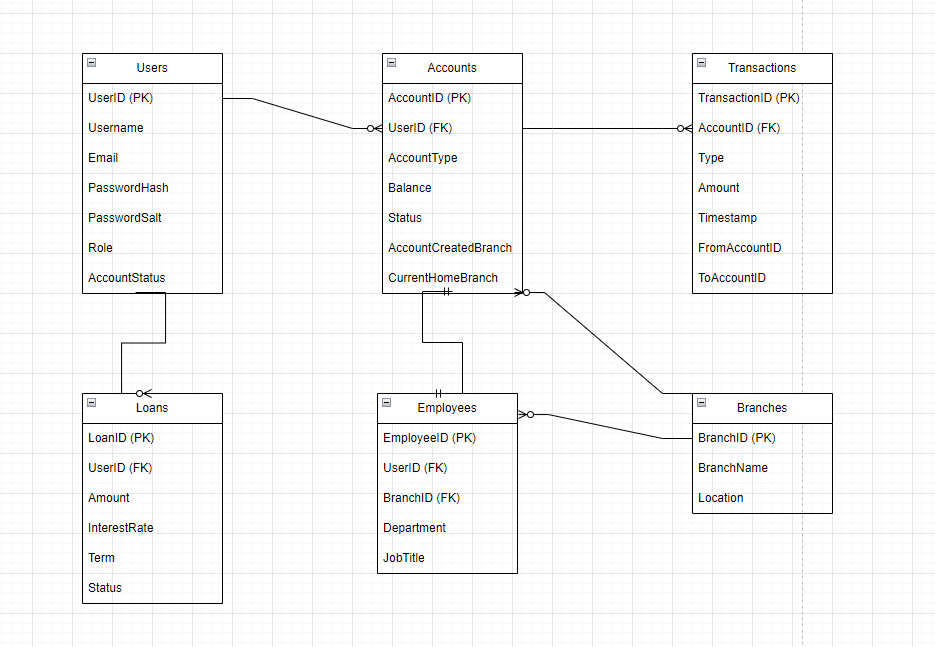 Users
UserID (PK)
Username
Email
PasswordHash
PasswordSalt
Role
AccountStatus
Accounts
AccountID (PK)
UserID (FK)
AccountType
Balance
Status
AccountCreatedBranch
CurrentHomeBranch
Transactions
TransactionID (PK)
AccountID (FK)
Type
Amount
Timestamp
FromAccountID
ToAccountID
Loans
LoanID (PK)
UserID (FK)
Amount
InterestRate
Term
Status
Employees
EmployeeID (PK)
UserID (FK)
BranchID (FK)
Department
JobTitle
Branches
BranchID (PK)
BranchName
Location